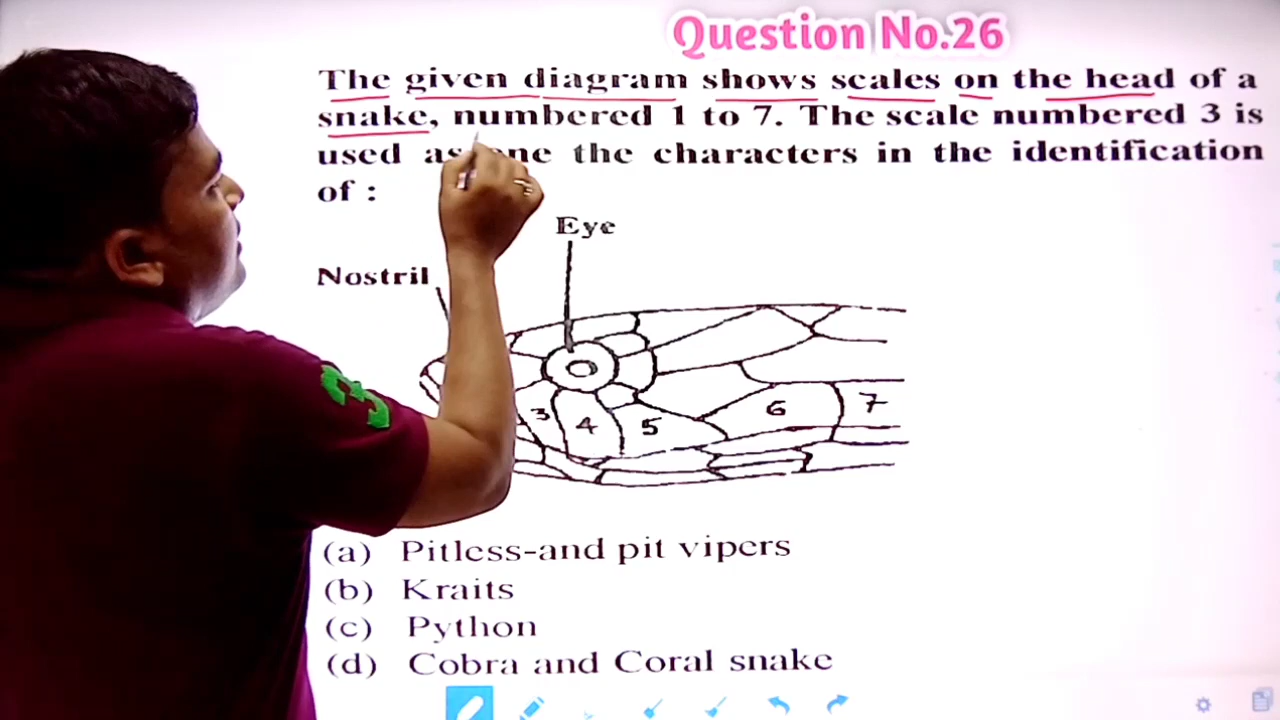 Question No.26
The given diagram shows scales on the head of a
snake, numbered 1 to 7. The scale numbered 3 is
used as one the characters in the identification
of :
Eye
Nostril
3
4
5
6
7
3
(a) Pitless-and pit vipers
(b) Kraits
(c) Python
(d) Cobra and Coral snake